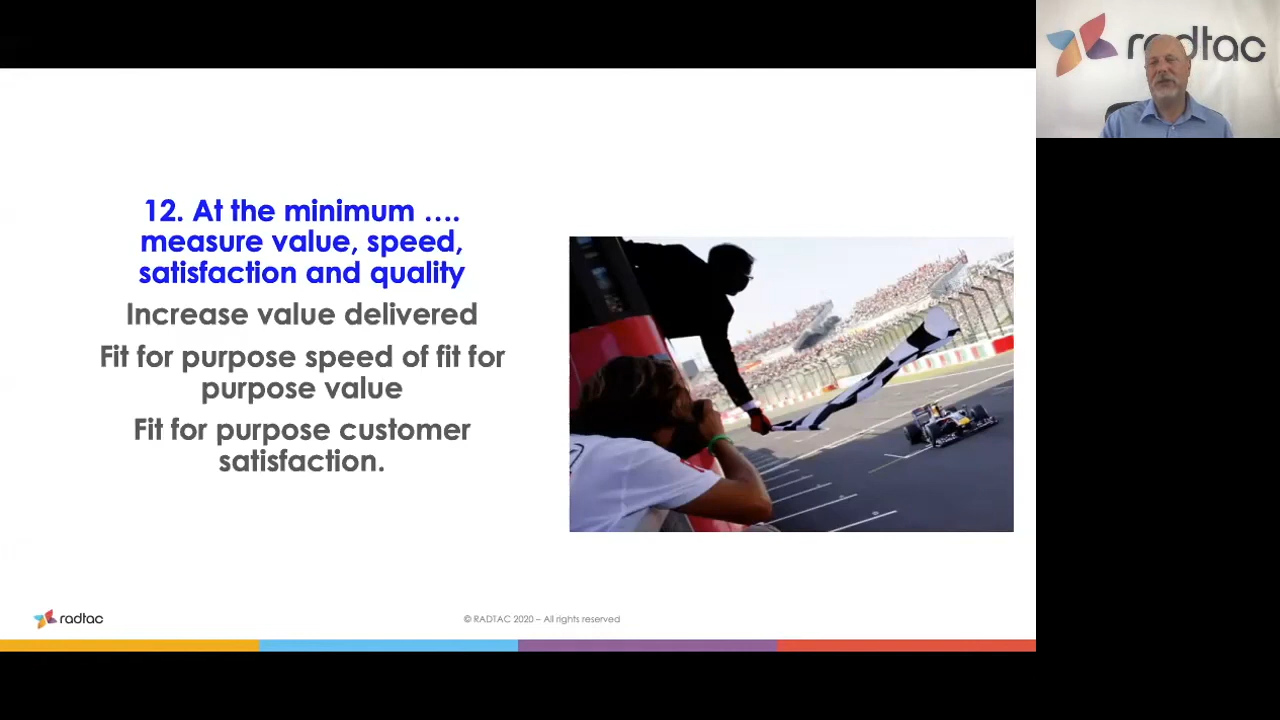 radtac
12. At the minimum ….
measure value, speed,
satisfaction and quality
Increase value delivered
Fit for purpose speed of fit for
purpose value
Fit for purpose customer
satisfaction.
radtac
© RADTAC 2020 – All rights reserved